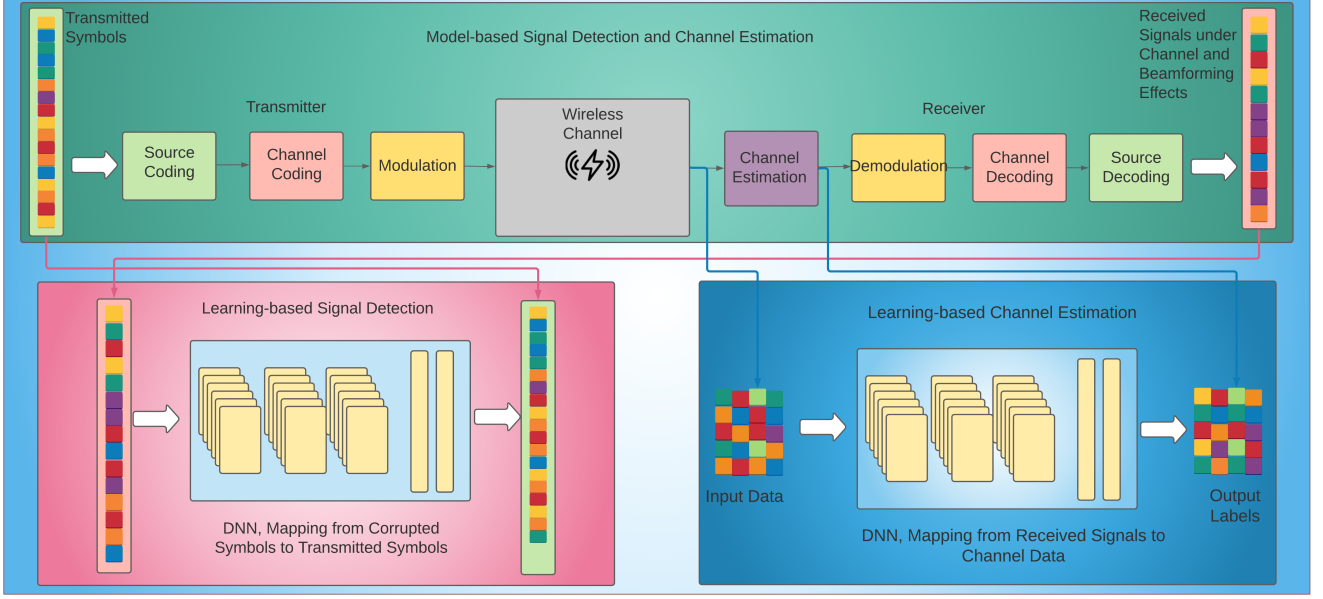 Transmitted
Symbols
Model-based Signal Detection and Channel Estimation
Received
Signals under
Channel and
Beamforming
Effects
Transmitter
Wireless
Channel
Receiver
Source
Coding
Channel
Coding
Modulation
Channel
Estimation
Demodulation
Channel
Decoding
Source
Decoding
Learning-based Signal Detection
DNN, Mapping from Corrupted
Symbols to Transmitted Symbols
Learning-based Channel Estimation
Input Data
Output
Labels
DNN, Mapping from Received Signals to
Channel Data